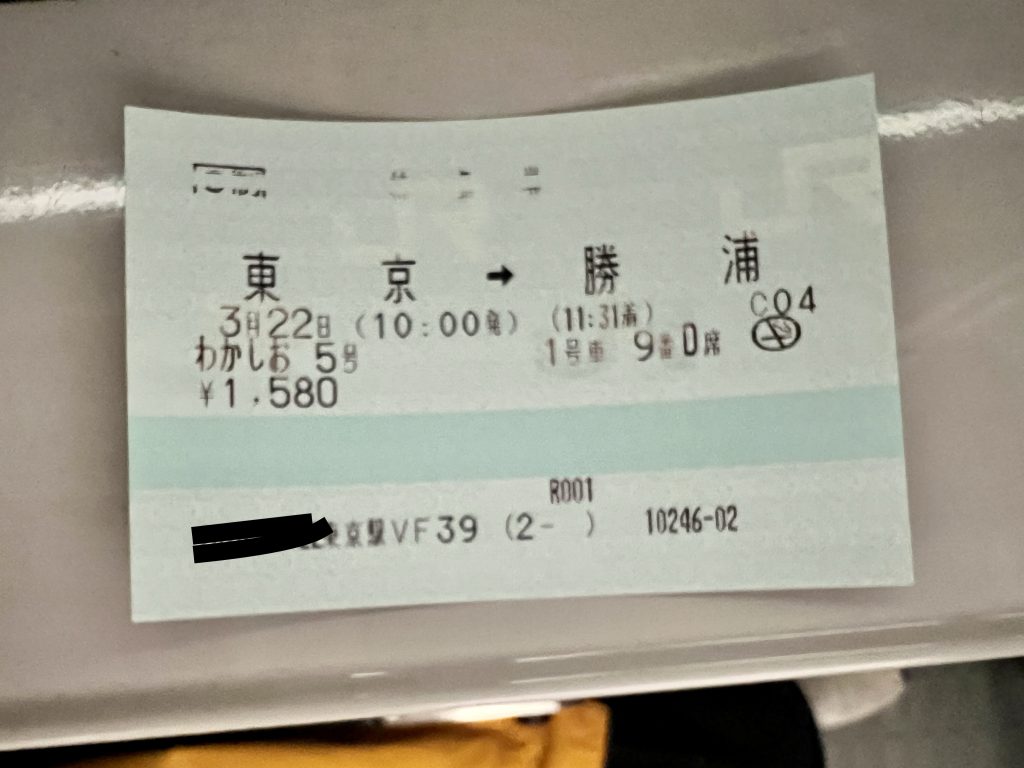 東京➡勝浦
3月22日 (10:00発) (11:31着) C04
わかしお 5号 1号車 9番D席
¥1,580
R001
東京駅VF39 (2- ) 10246-02